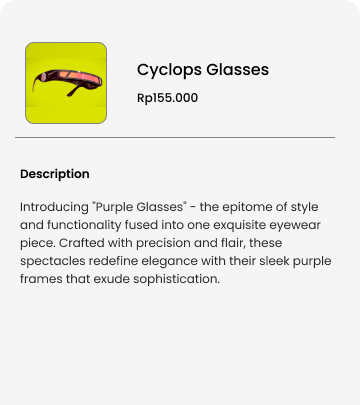 Cyclops Glasses
Rp155.000
Description
Introducing "Purple Glasses" - the epitome of style
and functionality fused into one exquisite eyewear
piece. Crafted with precision and flair, these
spectacles redefine elegance with their sleek purple
frames that exude sophistication.